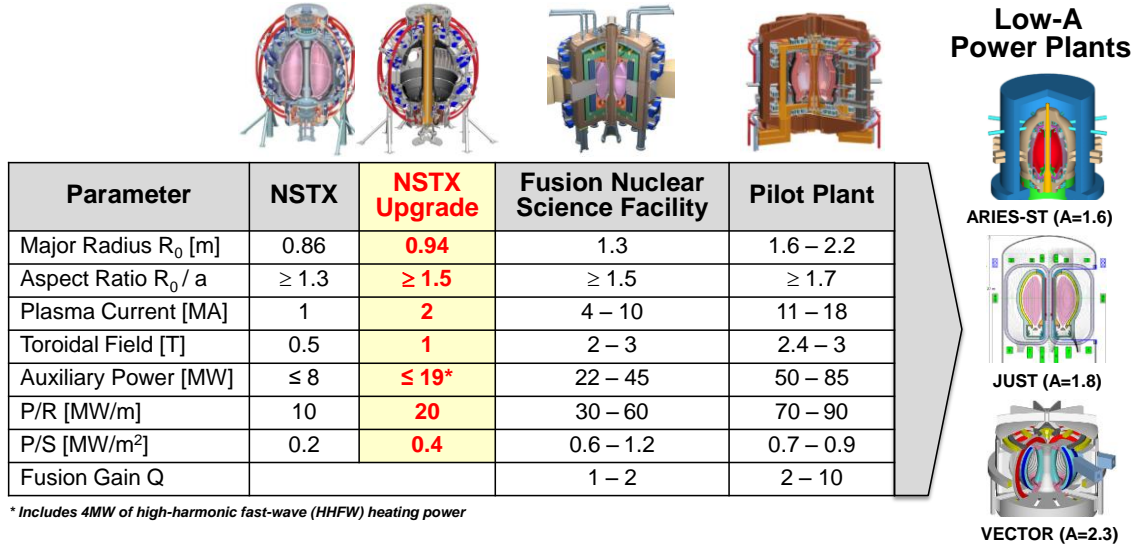 Low-A
Power Plants
Parameter NSTX NSTX Upgrade Fusion Nuclear Science Facility Pilot Plant
Major Radius R0 [m] 0.86 0.94 1.3 1.6 – 2.2
Aspect Ratio R0 / a ≥ 1.3 ≥ 1.5 ≥ 1.5 ≥ 1.7
Plasma Current [MA] 1 2 4 – 10 11 – 18
Toroidal Field [T] 0.5 1 2 – 3 2.4 – 3
Auxiliary Power [MW] ≤ 8 ≤ 19* 22 – 45 50 – 85
P/R [MW/m] 10 20 30 – 60 70 – 90
P/S [MW/m2] 0.2 0.4 0.6 – 1.2 0.7 – 0.9
Fusion Gain Q 1 – 2 2 – 10
* Includes 4MW of high-harmonic fast-wave (HHFW) heating power
ARIES-ST (A=1.6)
JUST (A=1.8)
VECTOR (A=2.3)